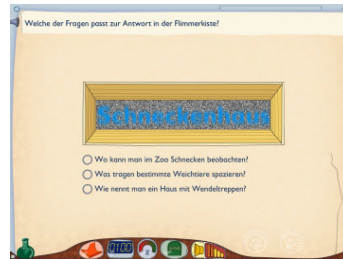 Welche der Fragen passt zur Antwort in der Flimmerkiste?
Schneckenhaus
Wo kann man im Zoo Schnecken beobachten?
Was tragen bestimmte Weichtiere spazieren?
Wie nennt man ein Haus mit Wendeltreppen?
0100